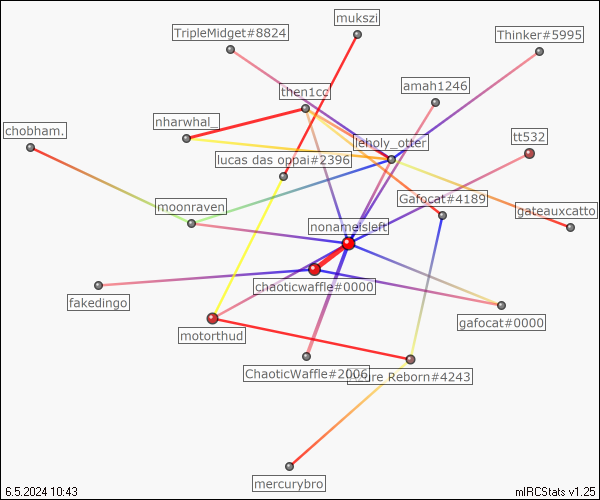 mukszi
TripleMidget#8824
Thinker#5995
then1cc
amah1246
nharwhal_
chobham.
leholy_otter
tt532
lucas das oppai#2396
Gafocat#4189
moonraven
gateauxcatto
nonameisleft
chaoticwaffle#0000
fakedingo
gafocat#0000
motorthud
ChaoticWaffle#2006
Reborn#4243
mercurybro
6.5.2024 10:43
mIRCStats v1.25